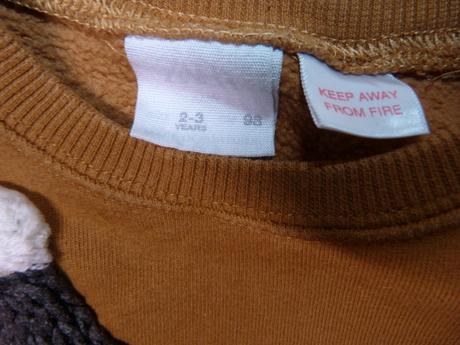 2-3
YEARS
98
KEEP AWAY
FROM FIRE